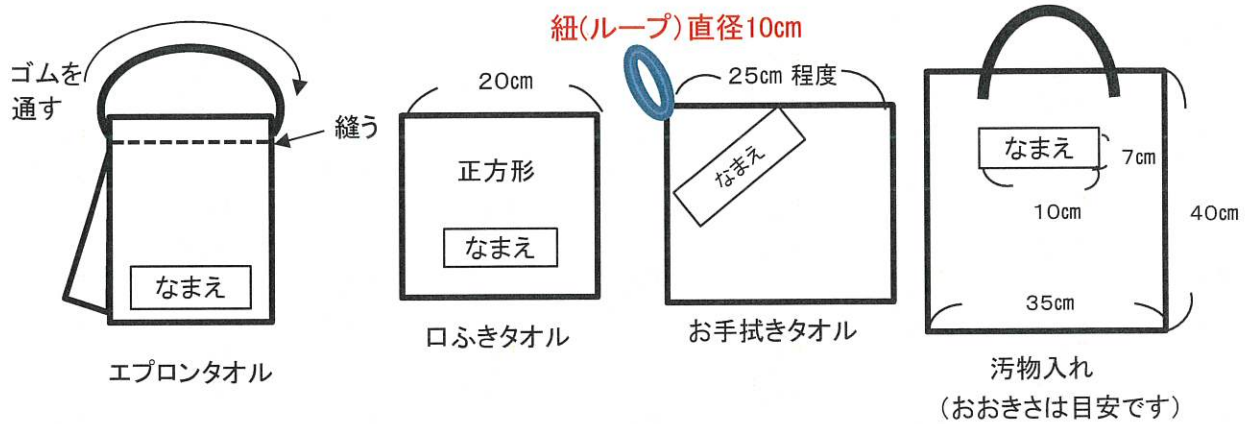 紐(ループ)直径10cm
ゴムを
通す
縫う
なまえ
エプロンタオル
20cm
正方形
なまえ
口ふきタオル
25cm 程度
なまえ
お手拭きタオル
なまえ
7cm
10cm
40cm
35cm
汚物入れ
(おおきさは目安です)